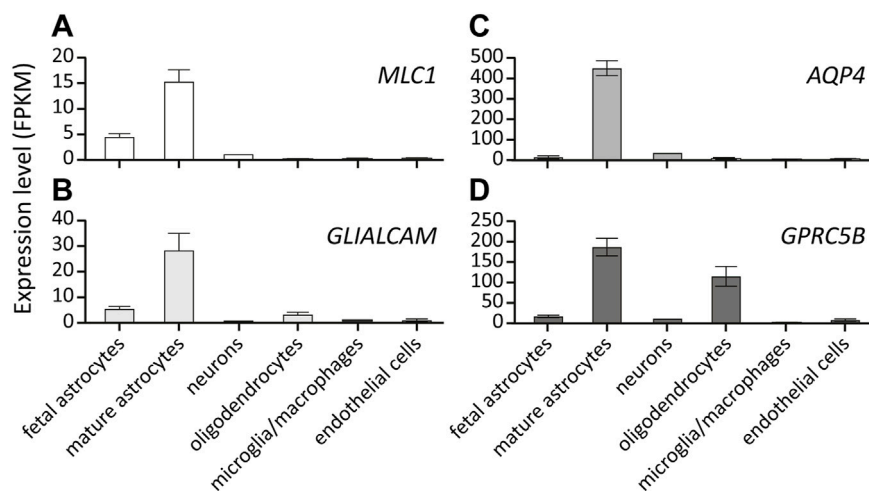 A
MLC1
20
15
10
5
0
B
GLIALCAM
40
30
20
10
0
Expression level (FPKM)
fetal astrocytes
mature astrocytes
neurons
oligodendrocytes
microglia/macrophages
endothelial cells
C
AQP4
500
400
300
200
100
0
D
GPRC5B
250
200
150
100
50
0
fetal astrocytes
mature astrocytes
neurons
oligodendrocytes
microglia/macrophages
endothelial cells